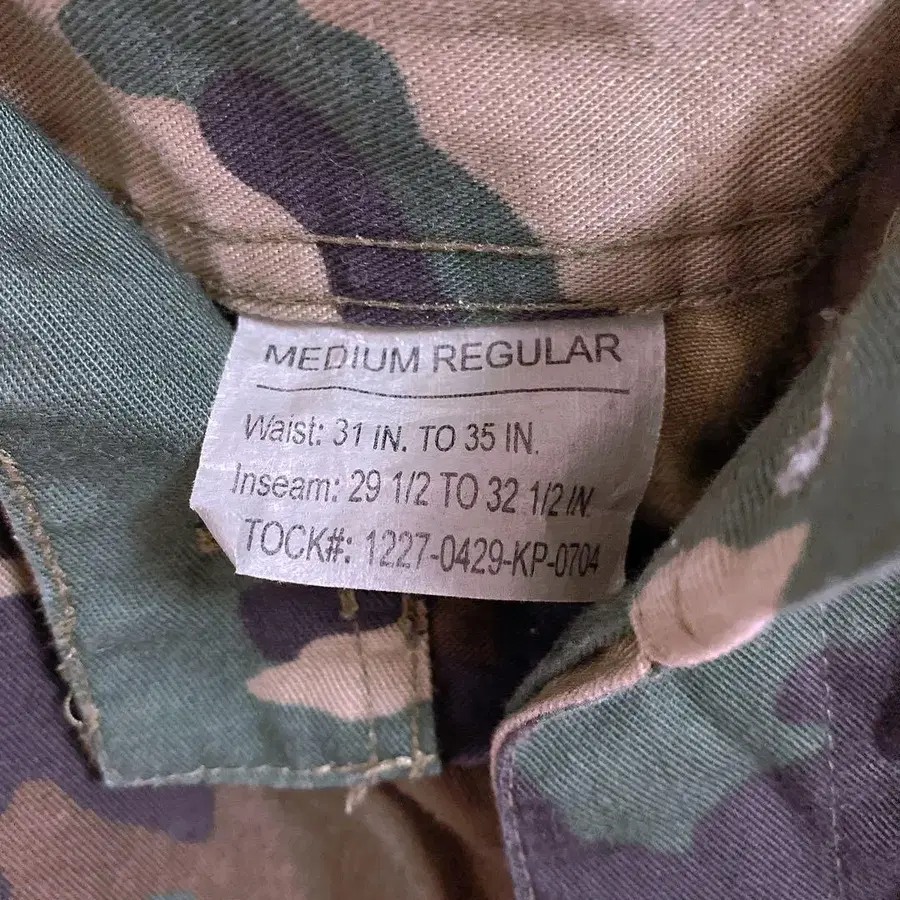 MEDIUM REGULAR
Waist: 31 IN. TO 35 IN.
Inseam: 29 1/2 TO 32 1/2 IN.
TOCK#: 1227-0429-KP-0704